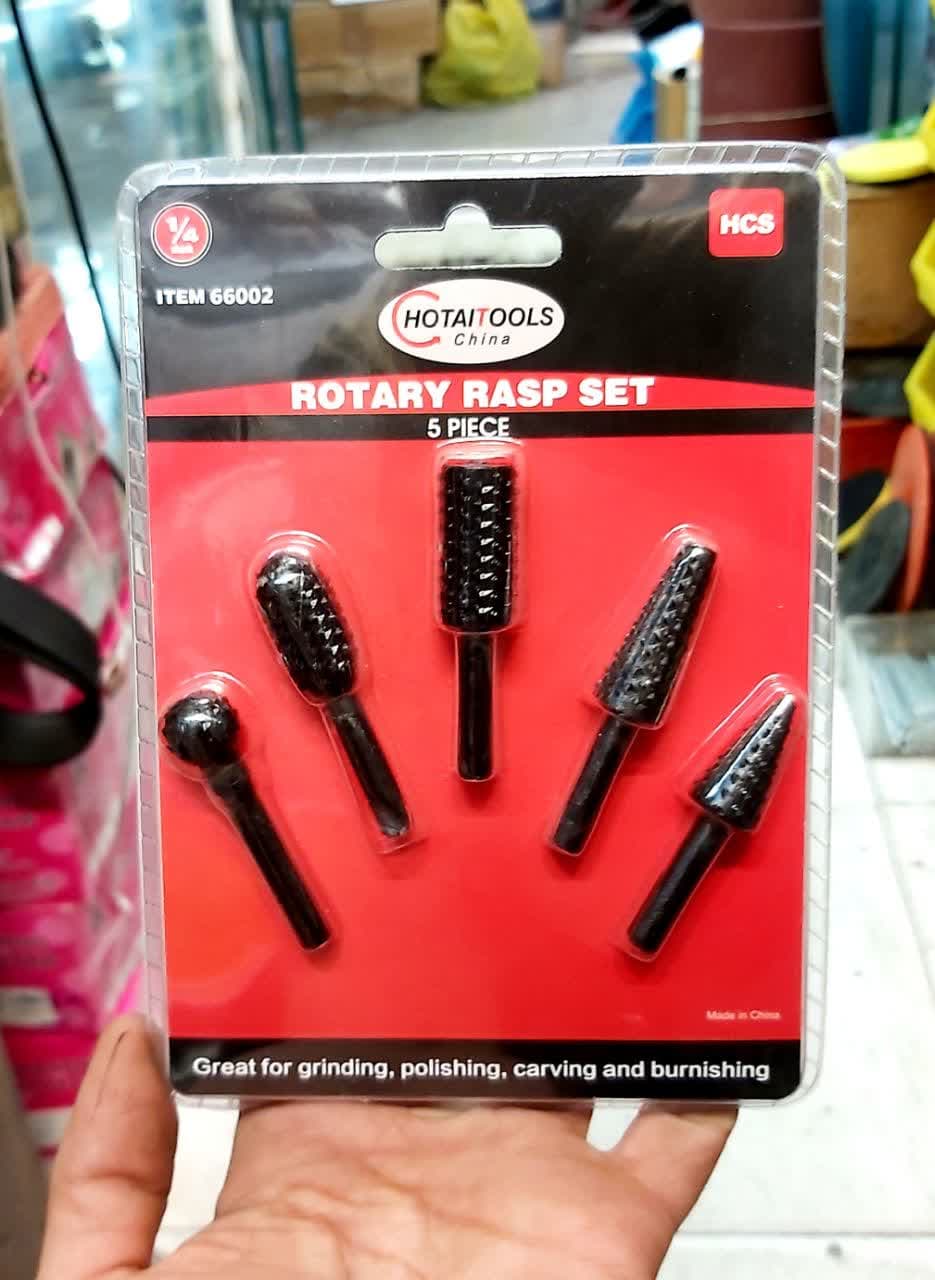 1/4
HCS
ITEM 66002
HOTAITOOLS
China
ROTARY RASP SET
5 PIECE
Made in China
Great for grinding, polishing, carving and burnishing